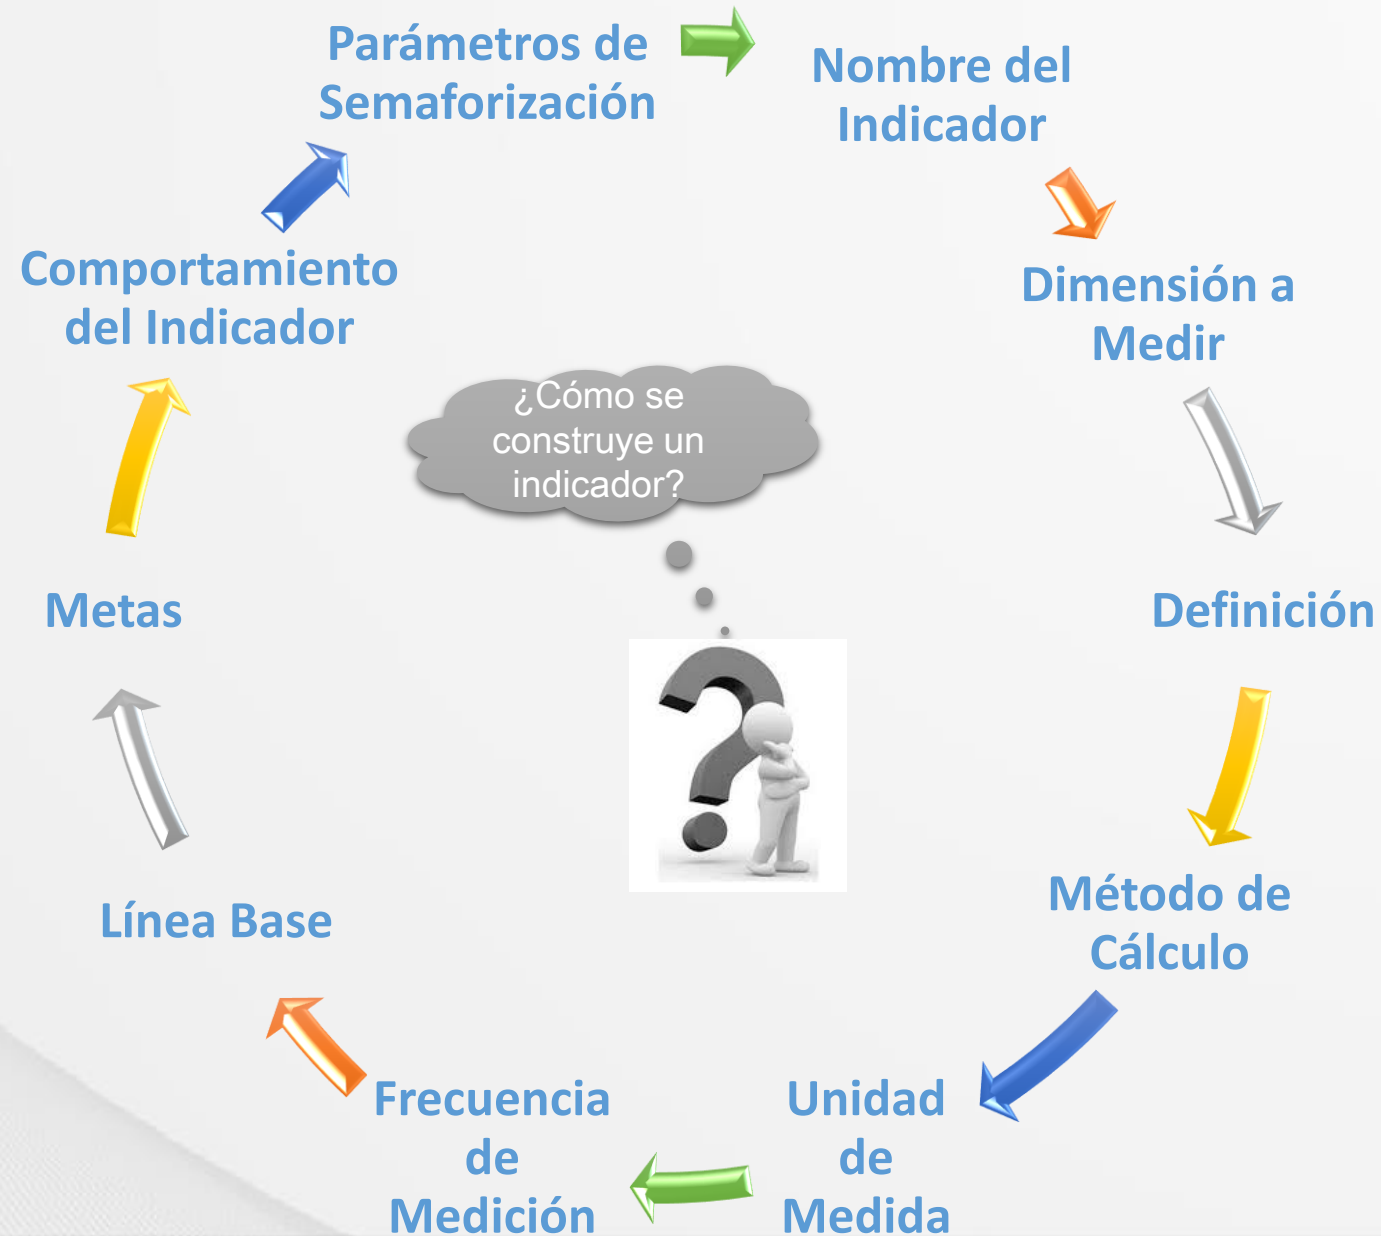 Parámetros de
Semaforización
Nombre del
Indicador
Dimensión a
Medir
Definición
Método de
Cálculo
Unidad
de
Medida
Frecuencia
de
Medición
Línea Base
Metas
Comportamiento
del Indicador
¿Cómo se
construye un
indicador?